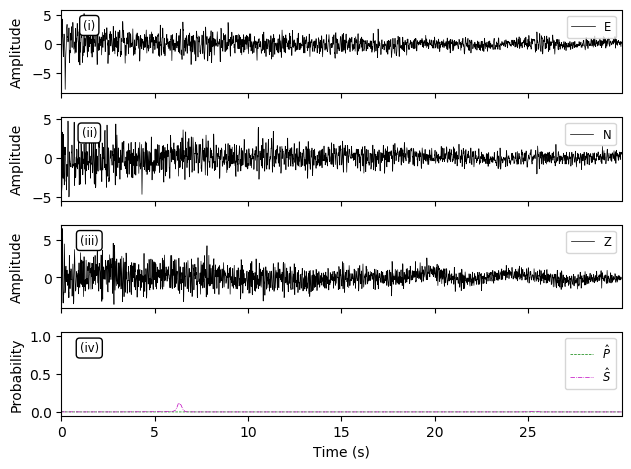 Amplitude
5
0
−5
(i)
E
Amplitude
5
0
−5
(ii)
N
Amplitude
5
0
(iii)
Z
Probability
1.0
0.5
0.0
(iv)
P̂
Ŝ
0 5 10 15 20 25
Time (s)